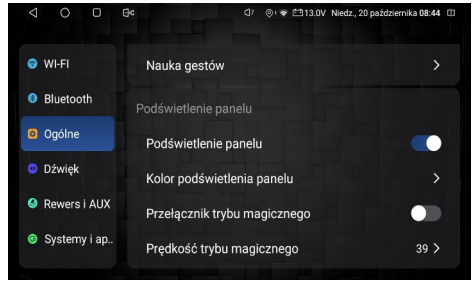 7 13.0V Niedz., 20 października 08:44
WI-FI
Bluetooth
Ogólne
Dźwięk
Rewers i AUX
Systemy i ap..
Nauka gestów
Podświetlenie panelu
Podświetlenie panelu
Kolor podświetlenia panelu
Przełącznik trybu magicznego
Prędkość trybu magicznego 39